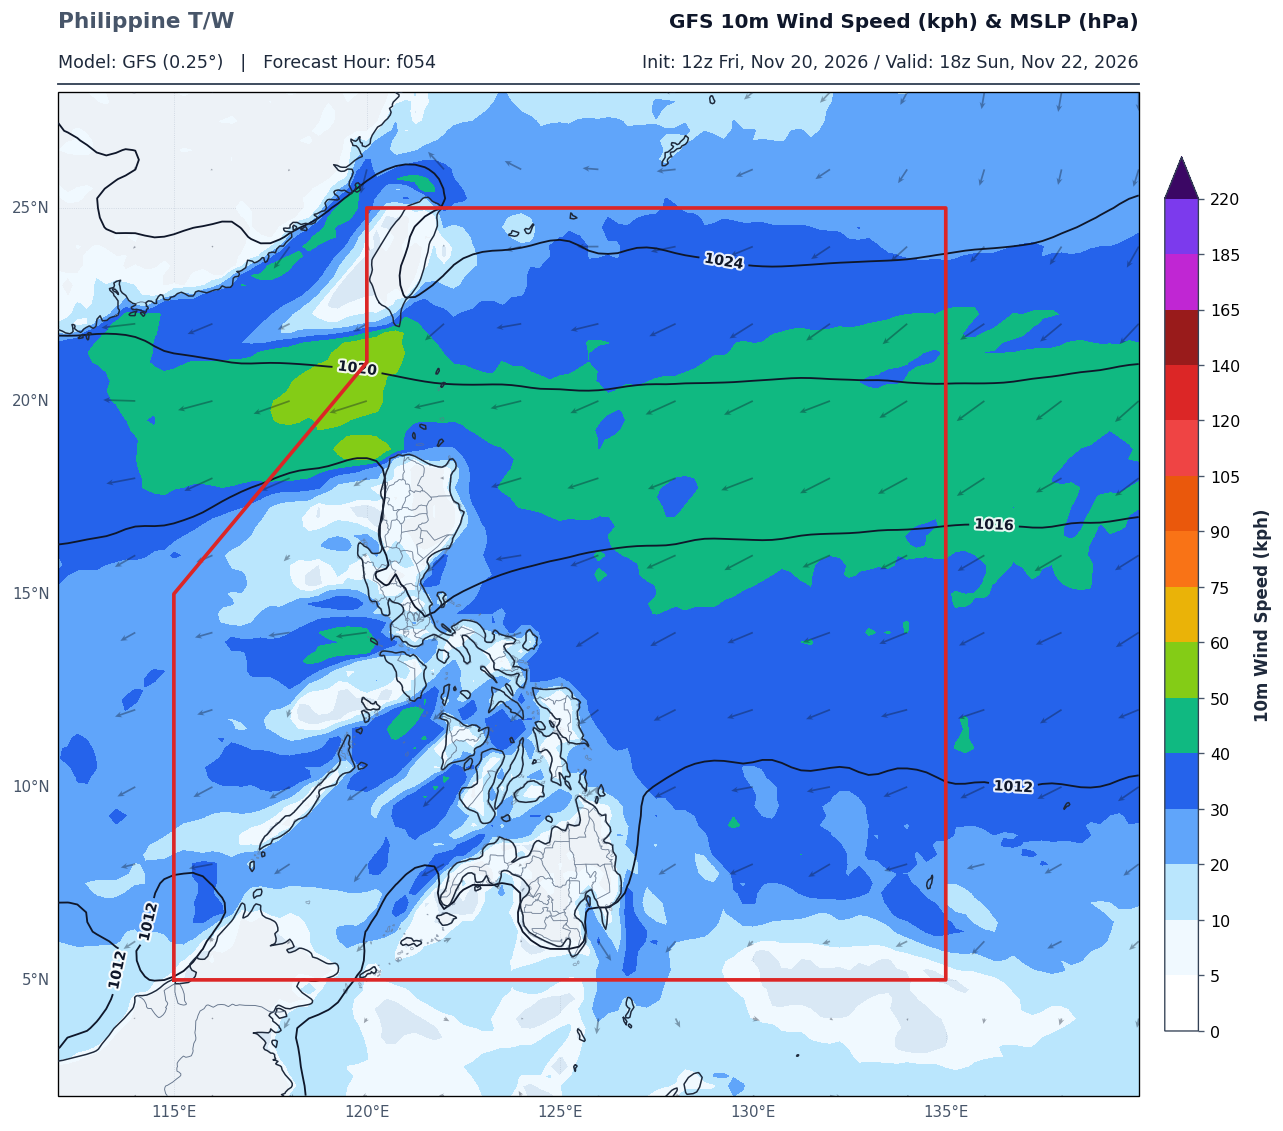 Philippine T/W
GFS 10m Wind Speed (kph) & MSLP (hPa)
Model: GFS (0.25°) | Forecast Hour: f054
Init: 12z Fri, Nov 20, 2026 / Valid: 18z Sun, Nov 22, 2026
25°N
20°N
15°N
10°N
5°N
115°E
120°E
125°E
130°E
135°E
1024
1020
1016
1012
1012
1012
220
185
165
140
120
105
90
75
60
50
40
30
20
10
5
0
10m Wind Speed (kph)